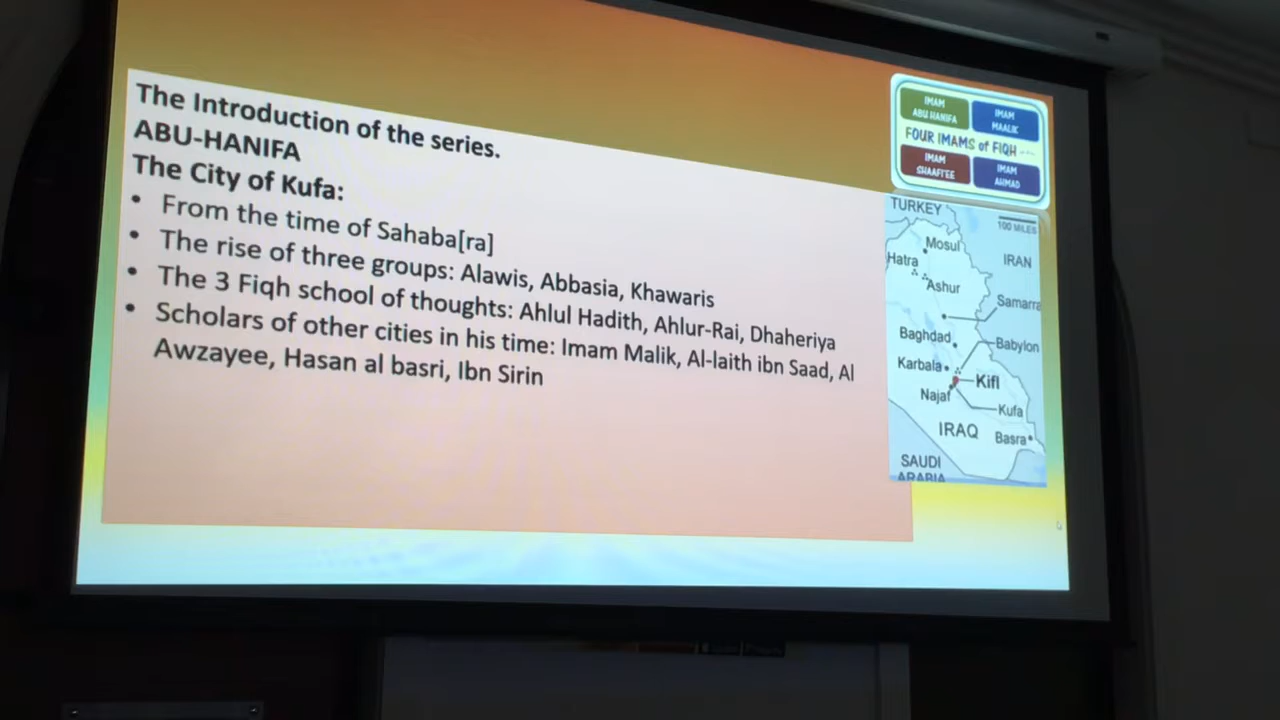 The Introduction of the series.
ABU-HANIFA
The City of Kufa:
• From the time of Sahaba[ra]
• The rise of three groups: Alawis, Abbasia, Khawaris
• The 3 Fiqh school of thoughts: Ahlul Hadith, Ahlur-Rai, Dhaheriya
• Scholars of other cities in his time: Imam Malik, Al-laith ibn Saad, Al
Awzayee, Hasan al basri, Ibn Sirin
IMAM
ABU HANIFA
IMAM
MAALIK
FOUR IMAMS of FIQH
IMAM
SHAAFI'EE
IMAM
AHMAD
TURKEY
100 MILES
Mosul
Hatra
IRAN
Ashur
Samarra
Baghdad
Babylon
Karbala
Kifl
Najaf
Kufa
IRAQ
Basra
SAUDI
ARABIA